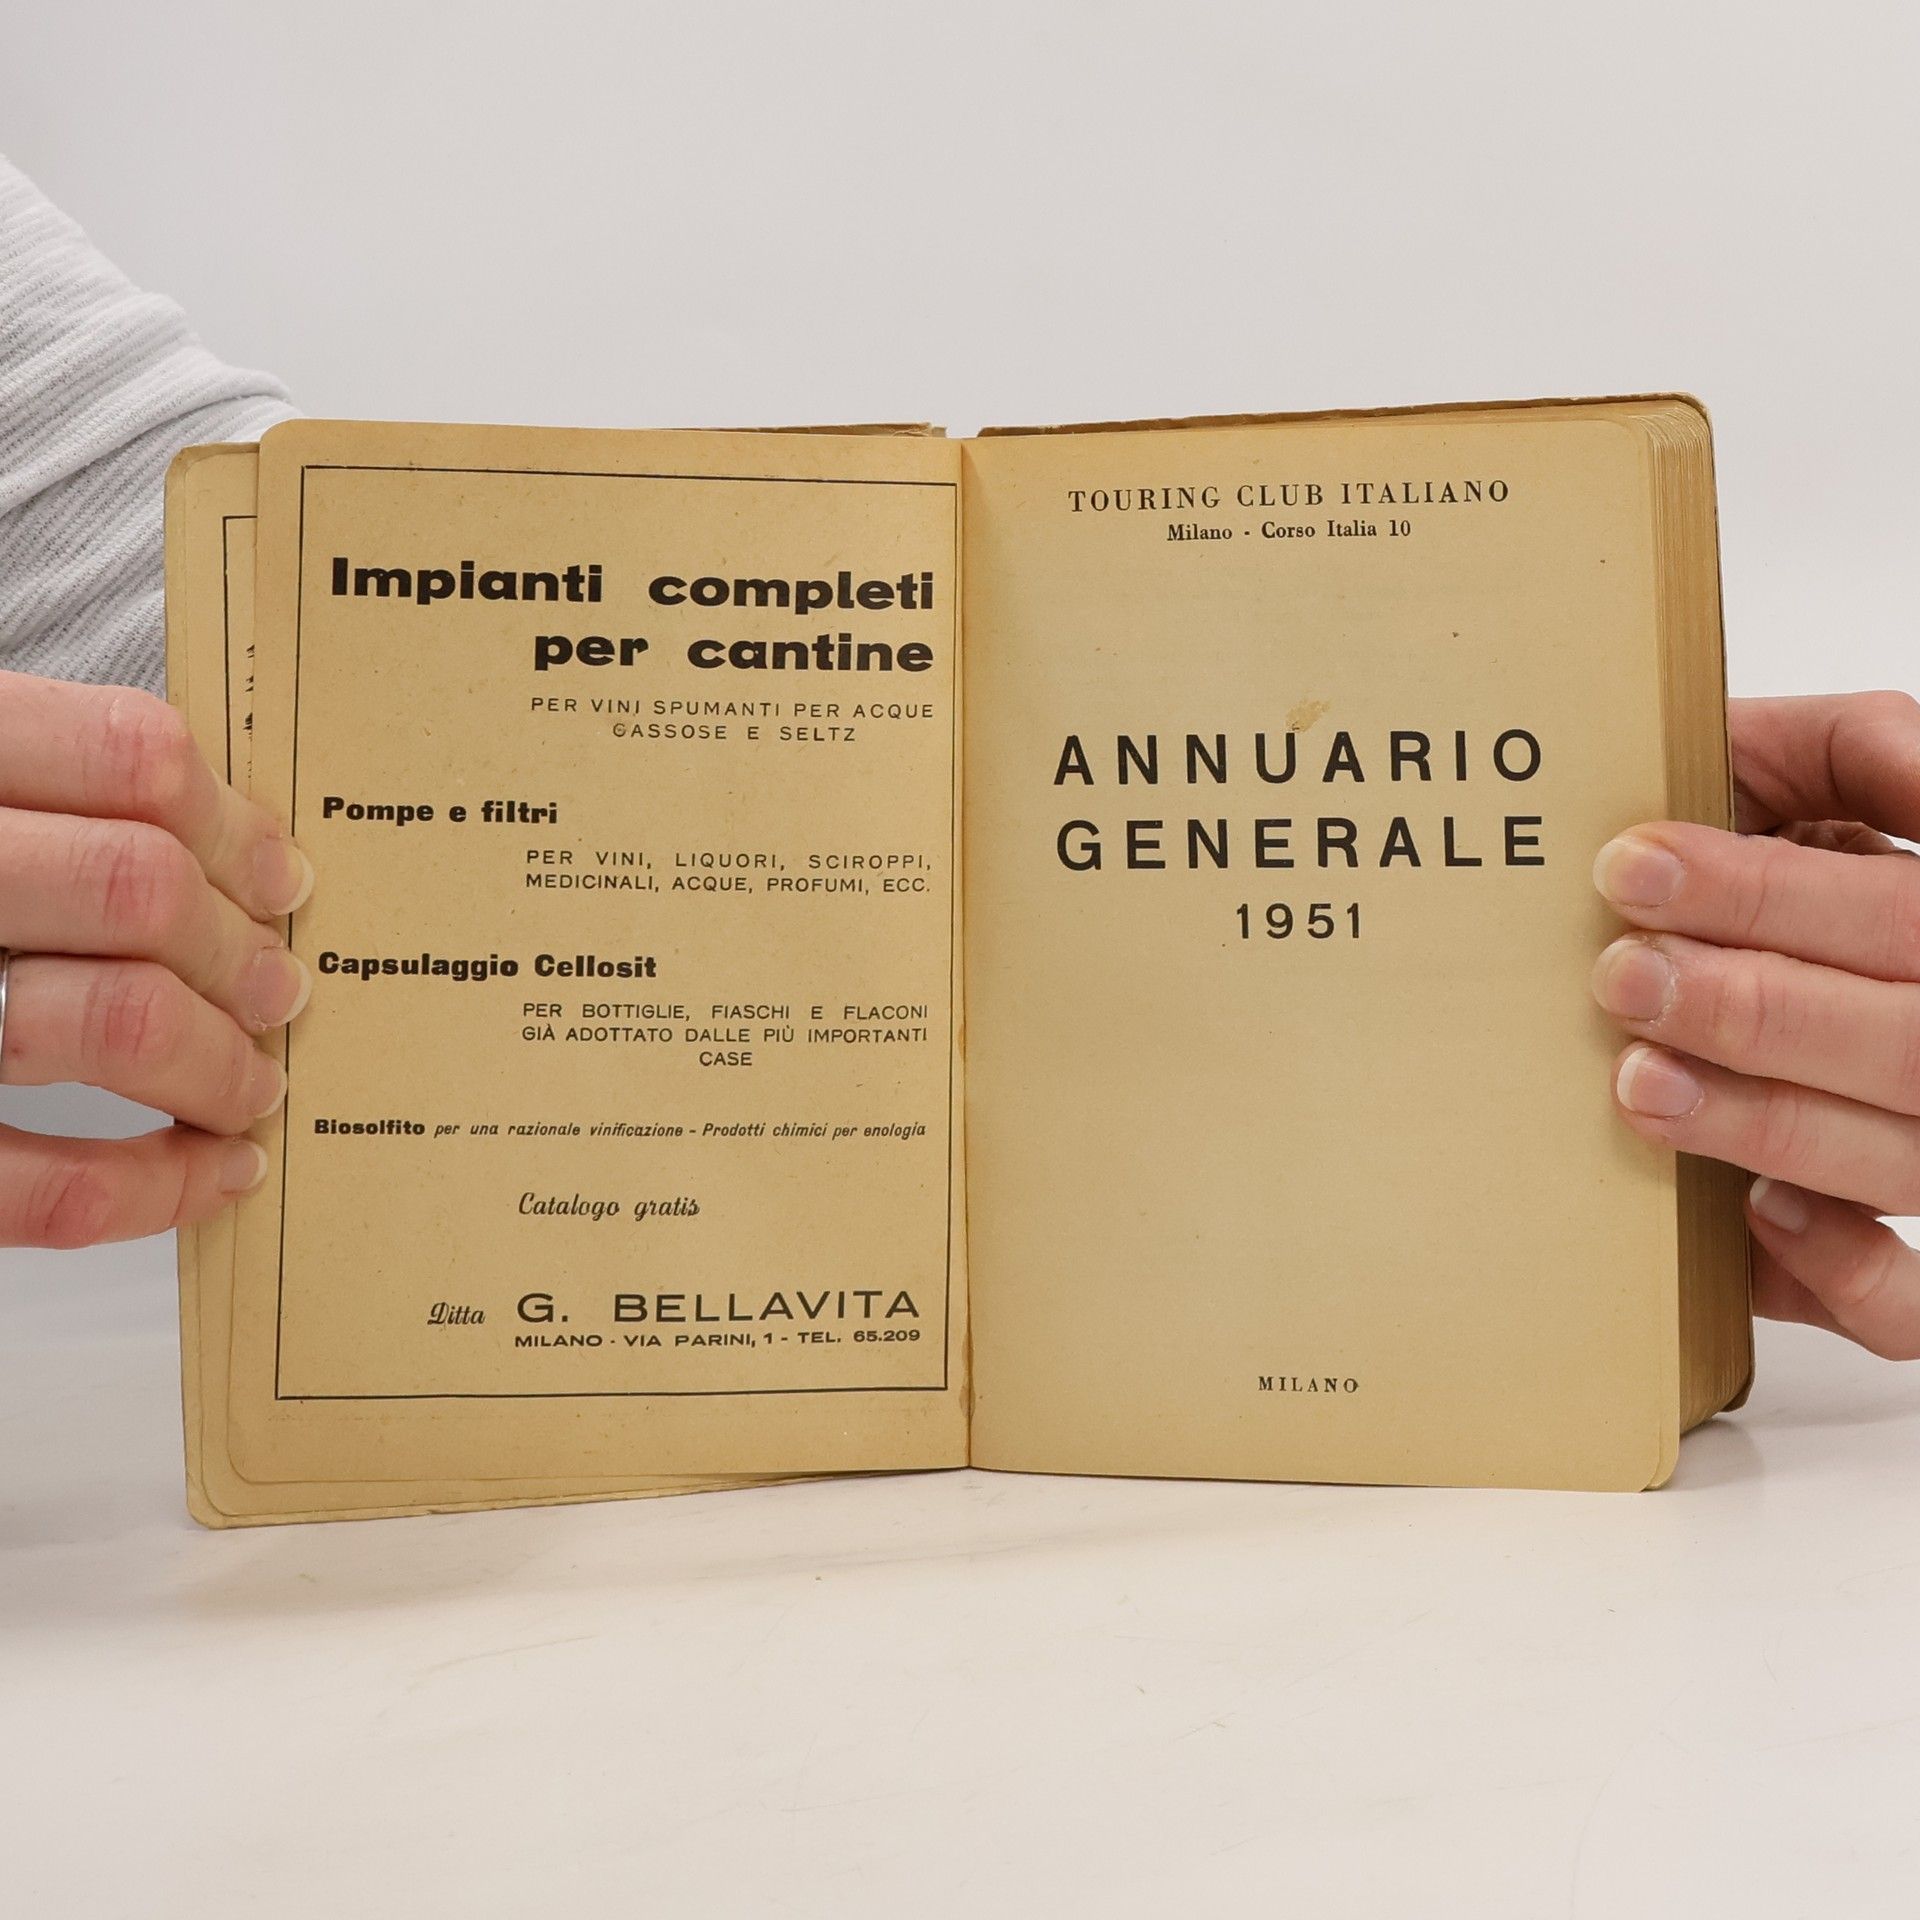 Impianti completi
per cantine
PER VINI SPUMANTI PER ACQUE
GASSOSE E SELTZ
Pompe e filtri
PER VINI, LIQUORI, SCIROPPI,
MEDICINALI, ACQUE, PROFUMI, ECC.
Capsulaggio Cellosit
PER BOTTIGLIE, FIASCHI E FLACONI
GIÀ ADOTTATO DALLE PIÙ IMPORTANTI
CASE
Biosolfito per una razionale vinificazione - Prodotti chimici per enologia
Catalogo gratis
Ditta G. BELLAVITA
MILANO - VIA PARINI, 1 - TEL. 65.209
TOURING CLUB ITALIANO
Milano - Corso Italia 10
ANNUARIO
GENERALE
1951
MILANO